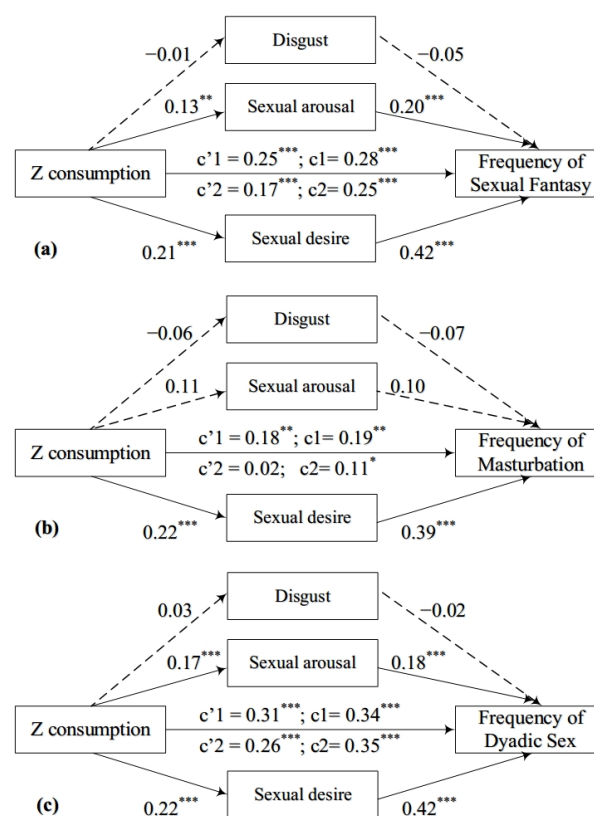 Disgust
−0.01
−0.05
0.13**
Sexual arousal
0.20***
Z consumption
c'1 = 0.25***; c1= 0.28***
c'2 = 0.17***; c2= 0.25***
Frequency of
Sexual Fantasy
(a)
0.21***
Sexual desire
0.42***
Disgust
−0.06
−0.07
0.11
Sexual arousal
0.10
Z consumption
c'1 = 0.18**; c1= 0.19**
c'2 = 0.02; c2= 0.11*
Frequency of
Masturbation
(b)
0.22***
Sexual desire
0.39***
Disgust
0.03
−0.02
0.17***
Sexual arousal
0.18***
Z consumption
c'1 = 0.31***; c1= 0.34***
c'2 = 0.26***; c2= 0.35***
Frequency of
Dyadic Sex
(c)
0.22***
Sexual desire
0.42***